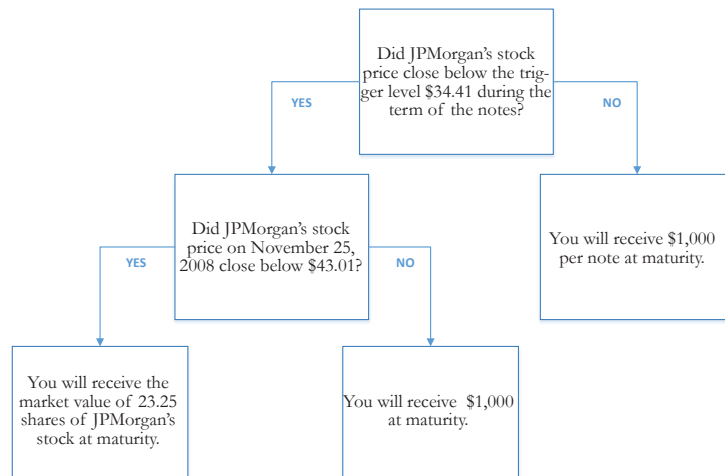 Did JPMorgan’s stock
price close below the trig-
ger level $34.41 during the
term of the notes?
YES
NO
Did JPMorgan’s stock
price on November 25,
2008 close below $43.01?
You will receive $1,000
per note at maturity.
YES
NO
You will receive the
market value of 23.25
shares of JPMorgan’s
stock at maturity.
You will receive $1,000
at maturity.